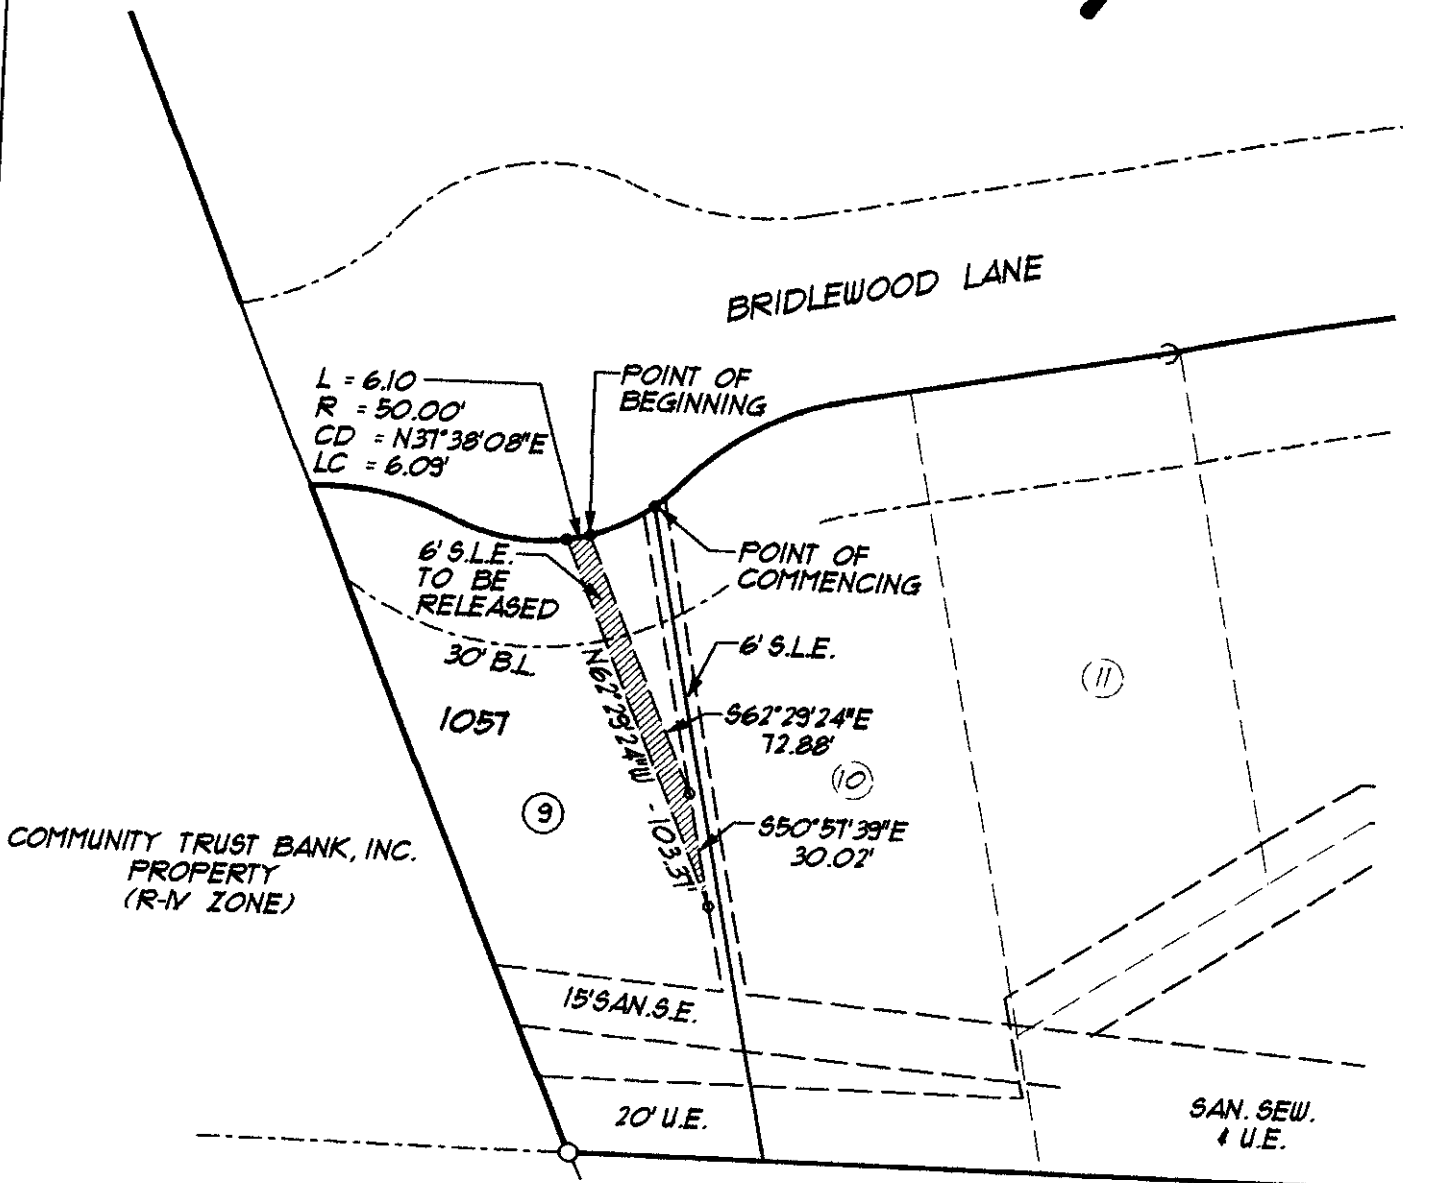 BRIDLEWOOD LANE
L = 6.10
R = 50.00'
CD = N37°38'08"E
LC = 6.09'
POINT OF
BEGINNING
6' S.L.E.
TO BE
RELEASED
POINT OF
COMMENCING
30' B.L.
6' S.L.E.
1057
N62°29'24"W - 103.37'
S62°29'24"E
72.88'
11
10
9
S50°57'39"E
30.02'
COMMUNITY TRUST BANK, INC.
PROPERTY
(R-IV ZONE)
15' SAN. S.E.
20' U.E.
SAN. SEW.
& U.E.